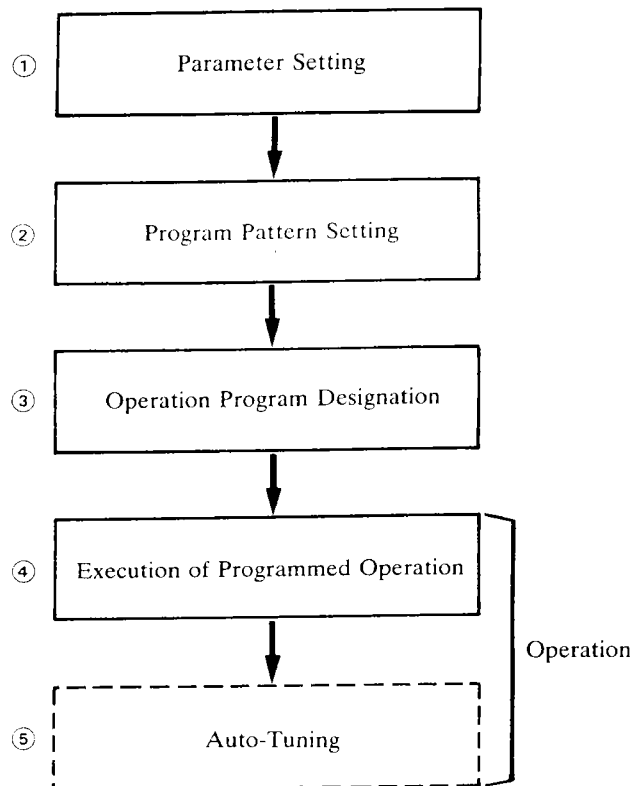 ① Parameter Setting
② Program Pattern Setting
③ Operation Program Designation
④ Execution of Programmed Operation
Operation
⑤ Auto-Tuning